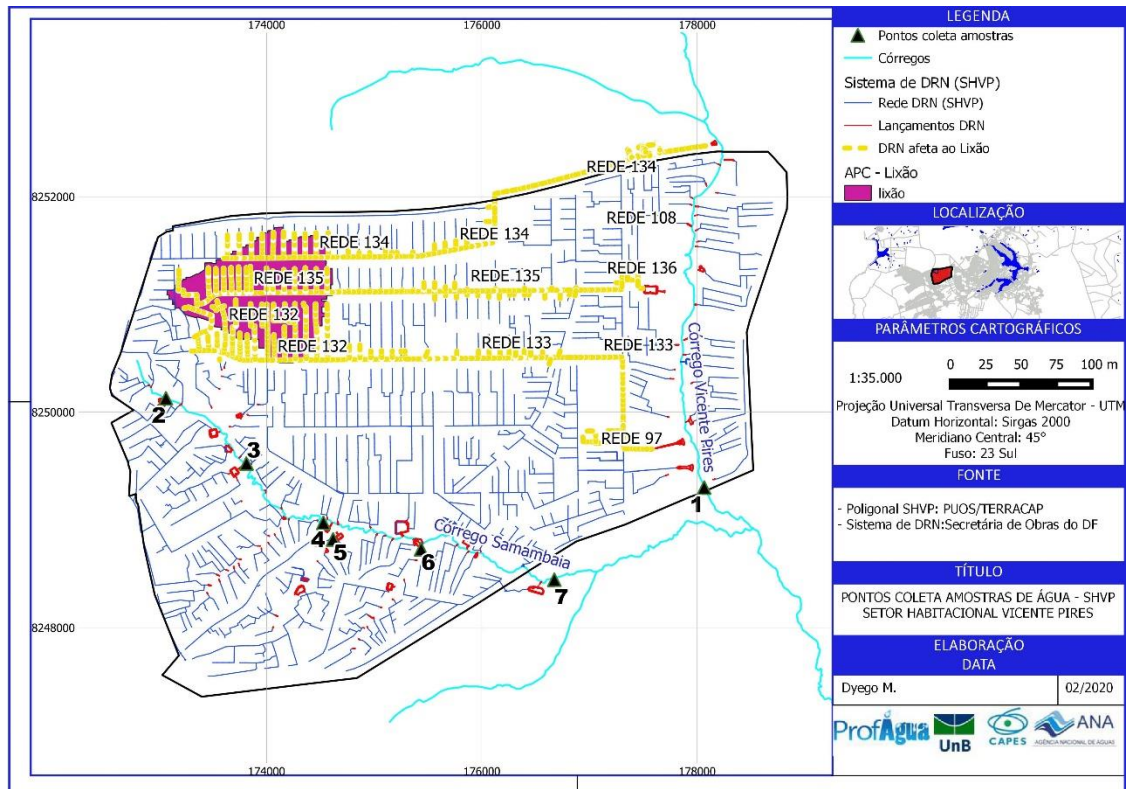 174000
176000
178000
8252000
8250000
8248000
REDE 134
REDE 108
REDE 134
REDE 134
REDE 136
REDE 135
REDE 135
REDE 132
REDE 132
REDE 133
REDE 133
REDE 97
Córrego Vicente Pires
Córrego Samambaia
2
3
4
5
6
7
1
174000
176000
178000
LEGENDA
Pontos coleta amostras
Córregos
Sistema de DRN (SHVP)
Rede DRN (SHVP)
Lançamentos DRN
DRN afeta ao Lixão
APC - Lixão
lixão
LOCALIZAÇÃO
PARÂMETROS CARTOGRÁFICOS
1:35.000
0 25 50 75 100 m
Projeção Universal Transversa De Mercator - UTM
Datum Horizontal: Sirgas 2000
Meridiano Central: 45°
Fuso: 23 Sul
FONTE
- Poligonal SHVP: PUOS/TERRACAP
- Sistema de DRN:Secretária de Obras do DF
TÍTULO
PONTOS COLETA AMOSTRAS DE ÁGUA - SHVP
SETOR HABITACIONAL VICENTE PIRES
ELABORAÇÃO
DATA
Dyego M.
02/2020
ProfÁgua
UnB
CAPES
ANA
AGÊNCIA NACIONAL DE ÁGUAS